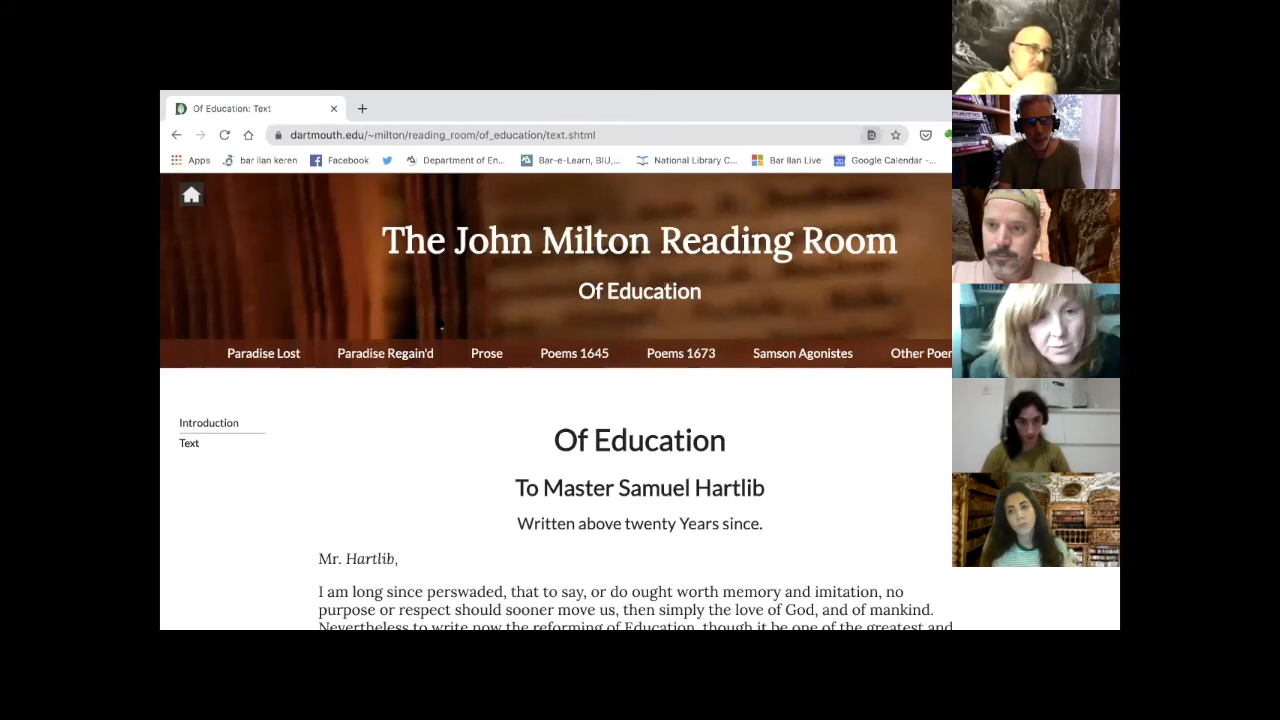 Of Education: Text
dartmouth.edu/~milton/reading_room/of_education/text.shtml
Apps bar ilan keren Facebook Department of En... Bar-e-Learn, BIU,... National Library C... Bar Ilan Live Google Calendar -...
The John Milton Reading Room
Of Education
Paradise Lost Paradise Regain'd Prose Poems 1645 Poems 1673 Samson Agonistes Other Poem
Introduction
Text
Of Education
To Master Samuel Hartlib
Written above twenty Years since.
Mr. Hartlib,
I am long since perswaded, that to say, or do ought worth memory and imitation, no
purpose or respect should sooner move us, then simply the love of God, and of mankind.
Nevertheless to write now the reforming of Education, though it be one of the greatest and